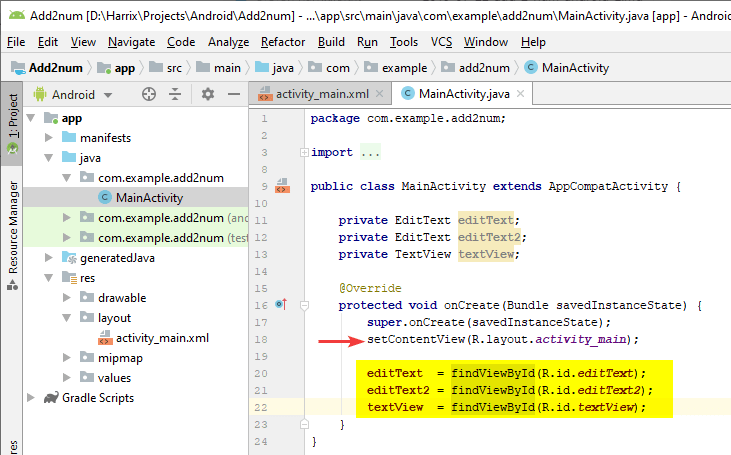 Add2num [D:\Harrix\Projects\Android\Add2num] - ...\app\src\main\java\com\example\add2num\MainActivity.java [app] - Android
File Edit View Navigate Code Analyze Refactor Build Run Tools VCS Window Help
Add2num app src main java com example add2num MainActivity
1: Project
Resource Manager
Android
app
manifests
java
com.example.add2num
MainActivity
com.example.add2num (and
com.example.add2num (test
generatedJava
res
drawable
layout
activity_main.xml
mipmap
values
Gradle Scripts
activity_main.xml MainActivity.java
1 package com.example.add2num;
2
3 import ...
8
9 public class MainActivity extends AppCompatActivity {
10
11 private EditText editText;
12 private EditText editText2;
13 private TextView textView;
14
15 @Override
16 protected void onCreate(Bundle savedInstanceState) {
17 super.onCreate(savedInstanceState);
18 setContentView(R.layout.activity_main);
19
20 editText = findViewById(R.id.editText);
21 editText2 = findViewById(R.id.editText2);
22 textView = findViewById(R.id.textView);
23 }
24 }